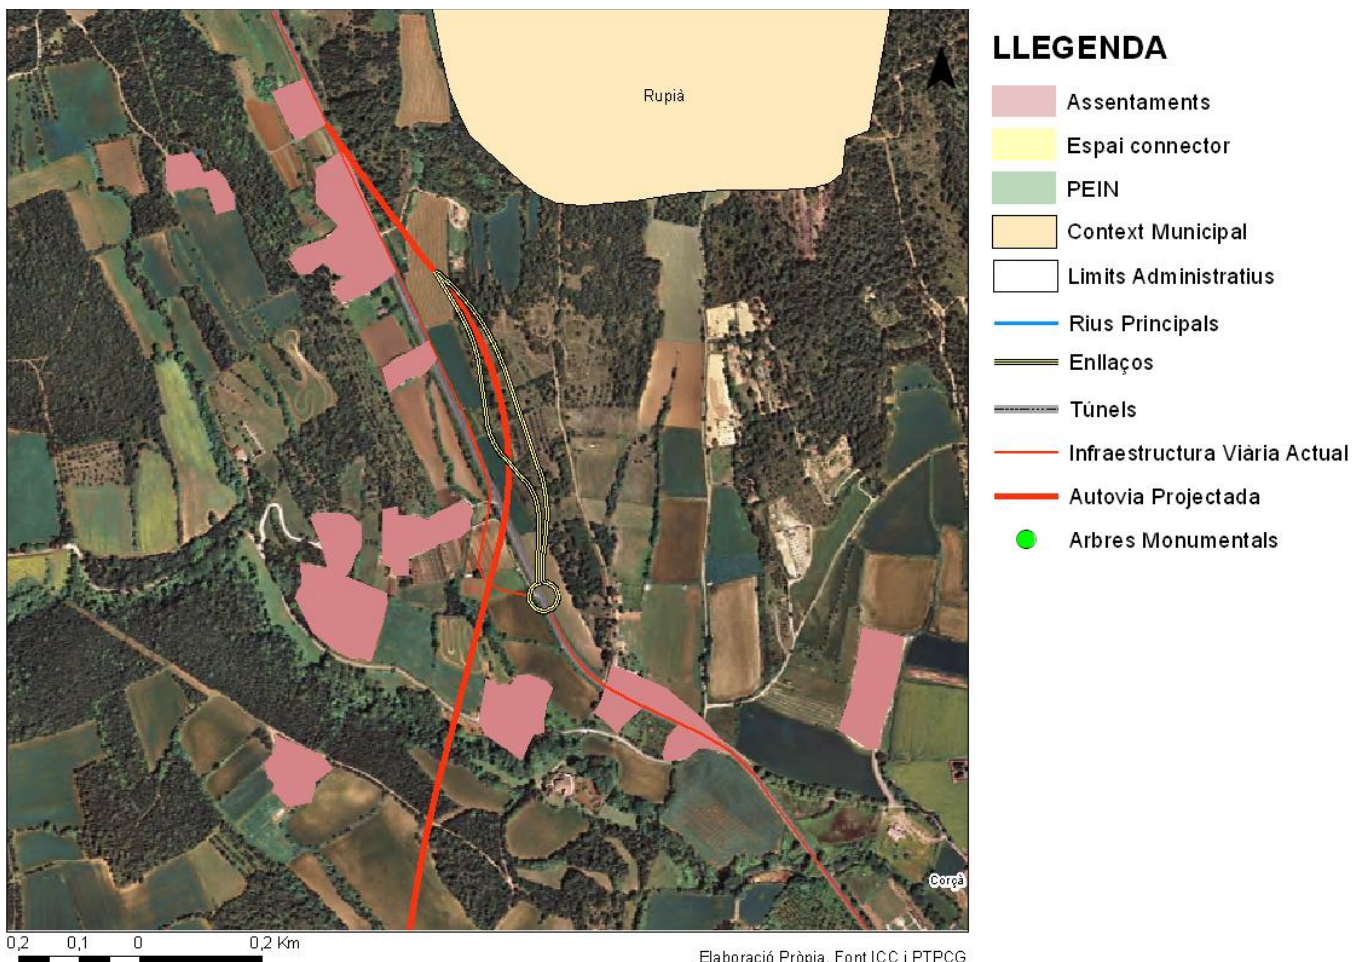 Rupià
Corçà
0,2 0,1 0 0,2 Km
Elaboració Pròpia. Font ICC i PTPCG
LLEGENDA
Assentaments
Espai connector
PEIN
Context Municipal
Limits Administratius
Rius Principals
Enllaços
Túnels
Infraestructura Viària Actual
Autovia Projectada
Arbres Monumentals